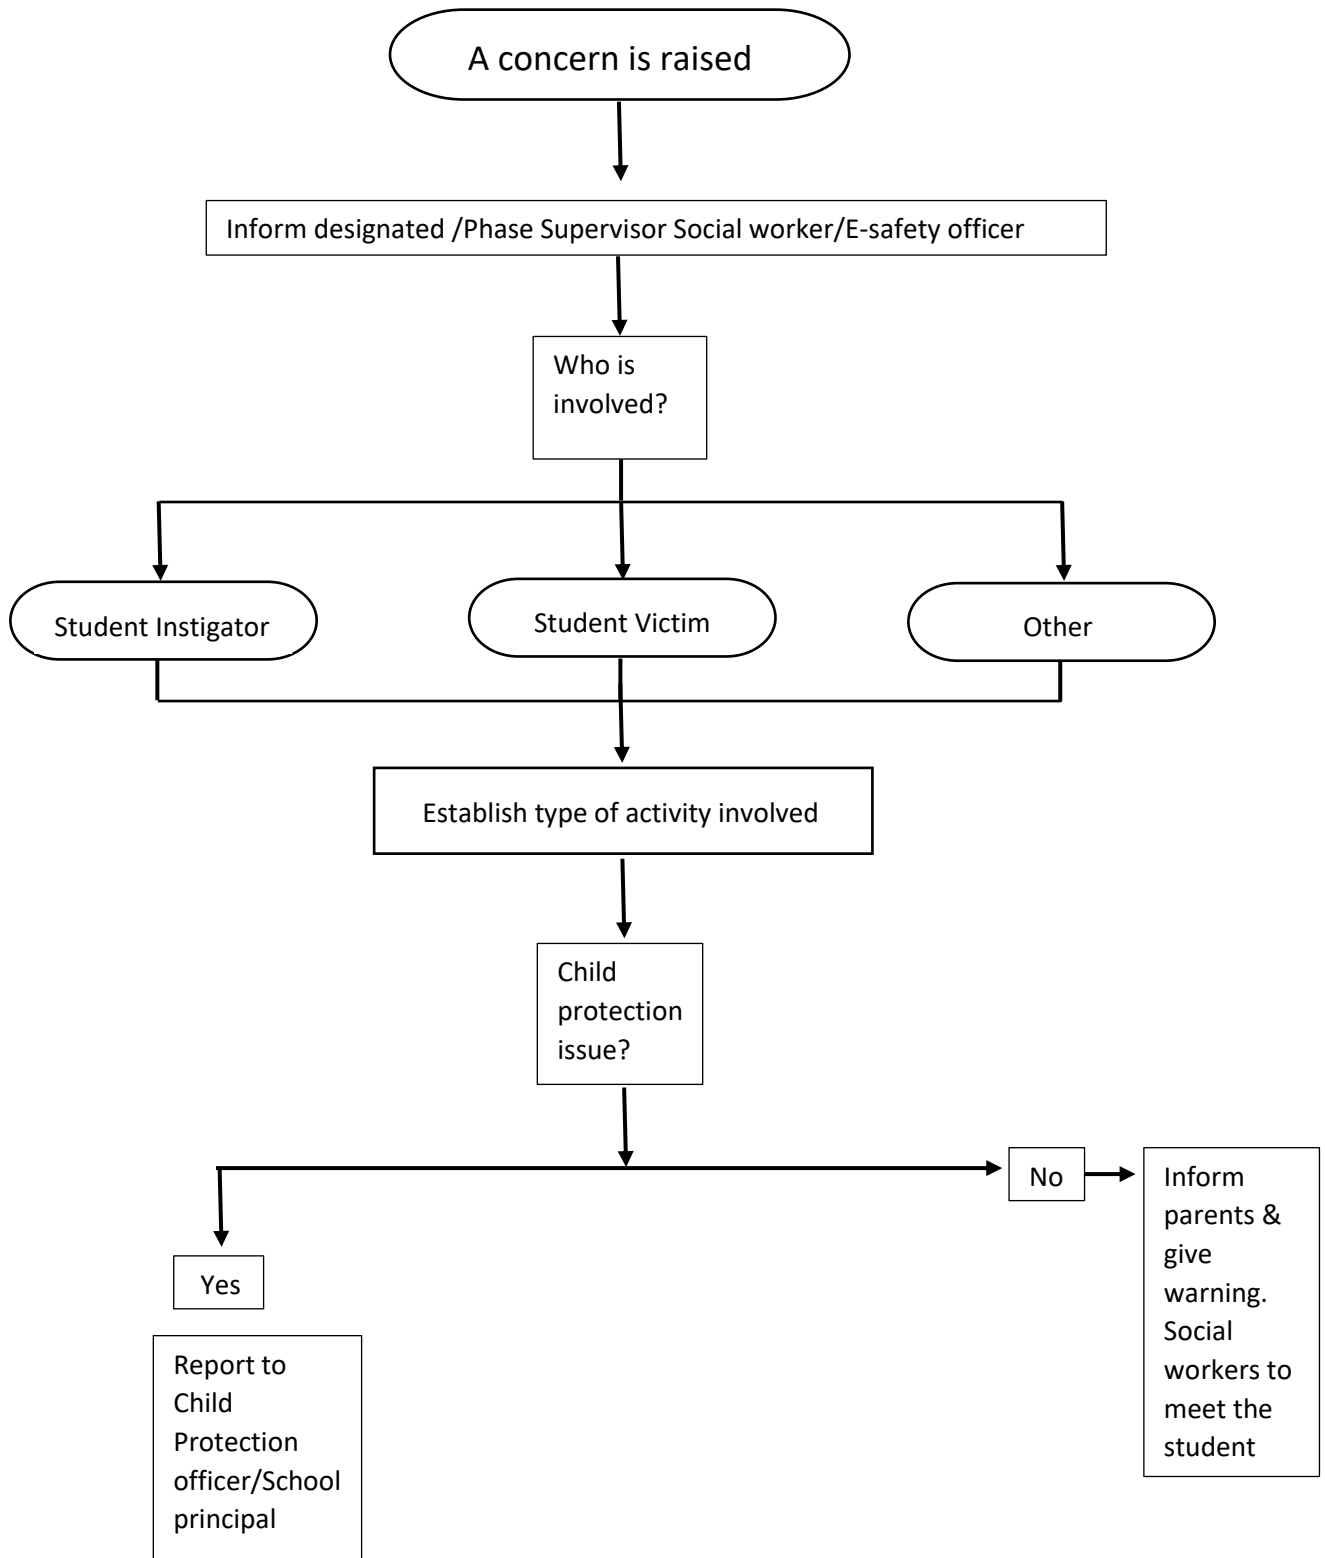 A concern is raised
Inform designated /Phase Supervisor Social worker/E-safety officer
Who is
involved?
Student Instigator
Student Victim
Other
Establish type of activity involved
Child
protection
issue?
No
Inform
parents &
give
warning.
Social
workers to
meet the
student
Yes
Report to
Child
Protection
officer/School
principal